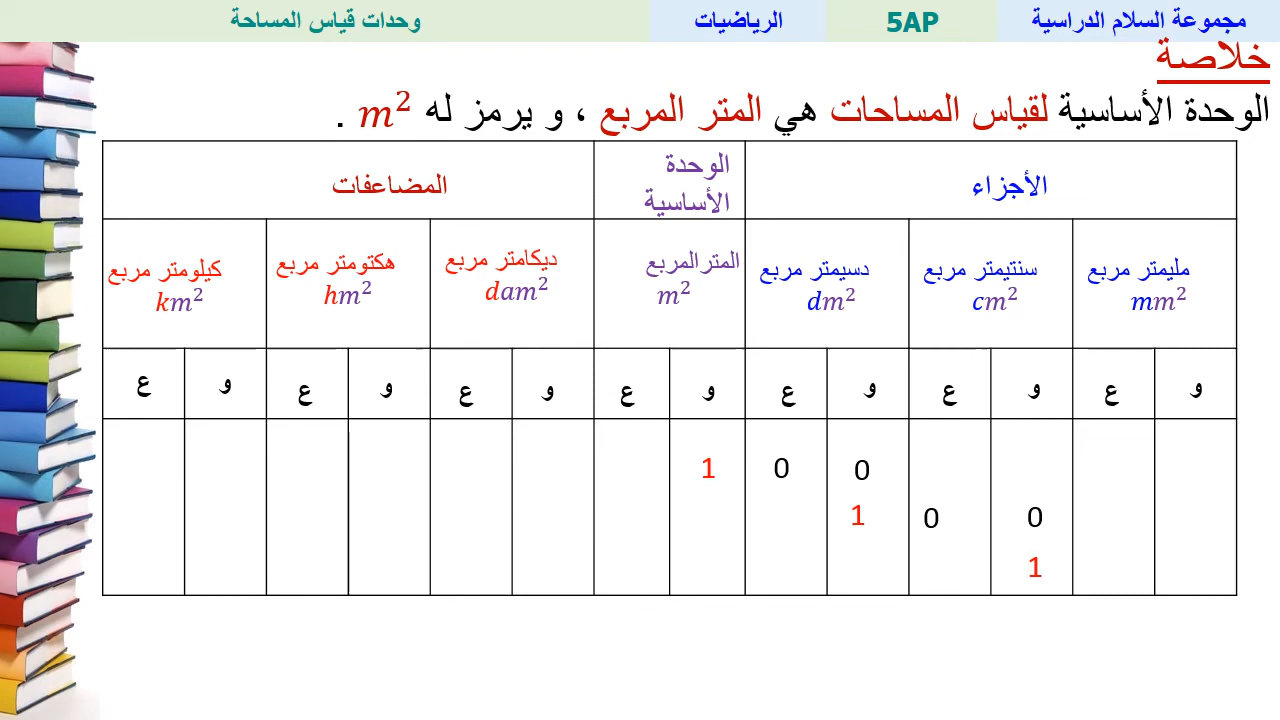 مجموعة السلام الدراسية 5AP الرياضيات وحدات قياس المساحة
خلاصة
الوحدة الأساسية لقياس المساحات هي المتر المربع ، و يرمز له m² .
المضاعفات الوحدة الأساسية الأجزاء
كيلومتر مربع هكتومتر مربع ديكامتر مربع المترالمربع دسيمتر مربع سنتيمتر مربع مليمتر مربع
km² hm² dam² m² dm² cm² mm²
ع و ع و ع و ع و ع و ع و ع و
1 0 0
1 0 0
1